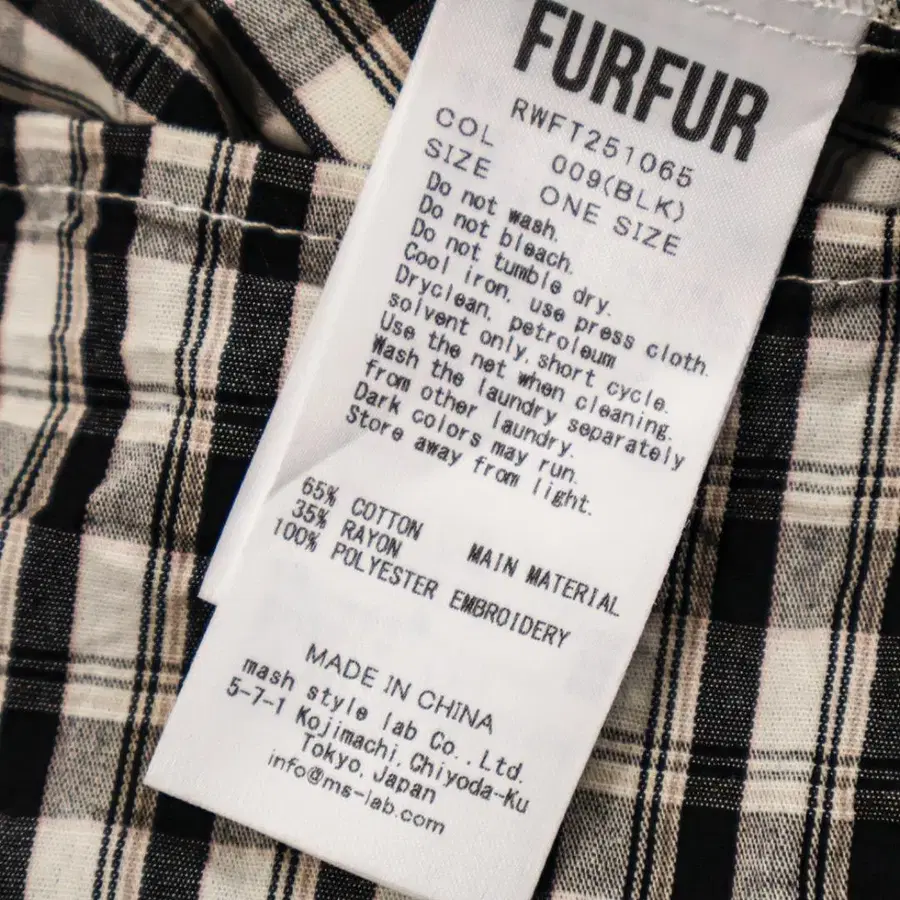 FURFUR
RWFT251065
COL 009(BLK)
SIZE ONE SIZE
Do not wash.
Do not bleach.
Do not tumble dry.
Cool iron, use press cloth.
Dryclean, petroleum
solvent only, short cycle.
Use the net when cleaning.
Wash the laundry separately
from other laundry.
Dark colors may run.
Store away from light.
65% COTTON
35% RAYON MAIN MATERIAL
100% POLYESTER EMBROIDERY
MADE IN CHINA
mash style lab Co.,Ltd.
5-7-1 Kojimachi,Chiyoda-Ku
Tokyo,Japan
info@ms-lab.com